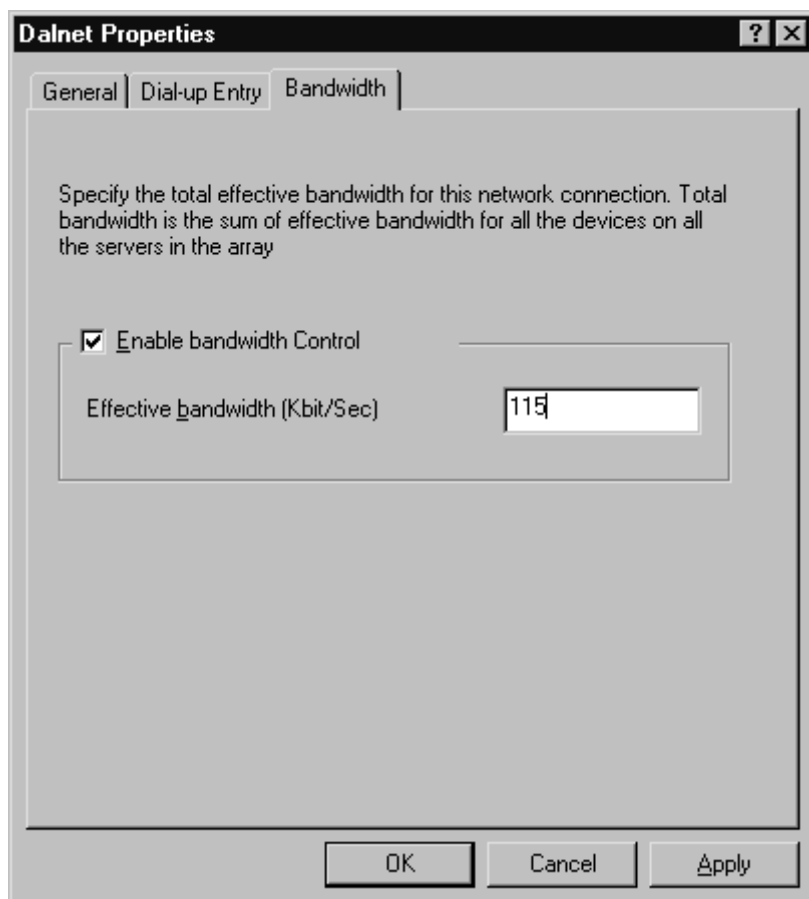 Dalnet Properties
General Dial-up Entry Bandwidth
Specify the total effective bandwidth for this network connection. Total
bandwidth is the sum of effective bandwidth for all the devices on all
the servers in the array
Enable bandwidth Control
Effective bandwidth (Kbit/Sec) 115
OK Cancel Apply